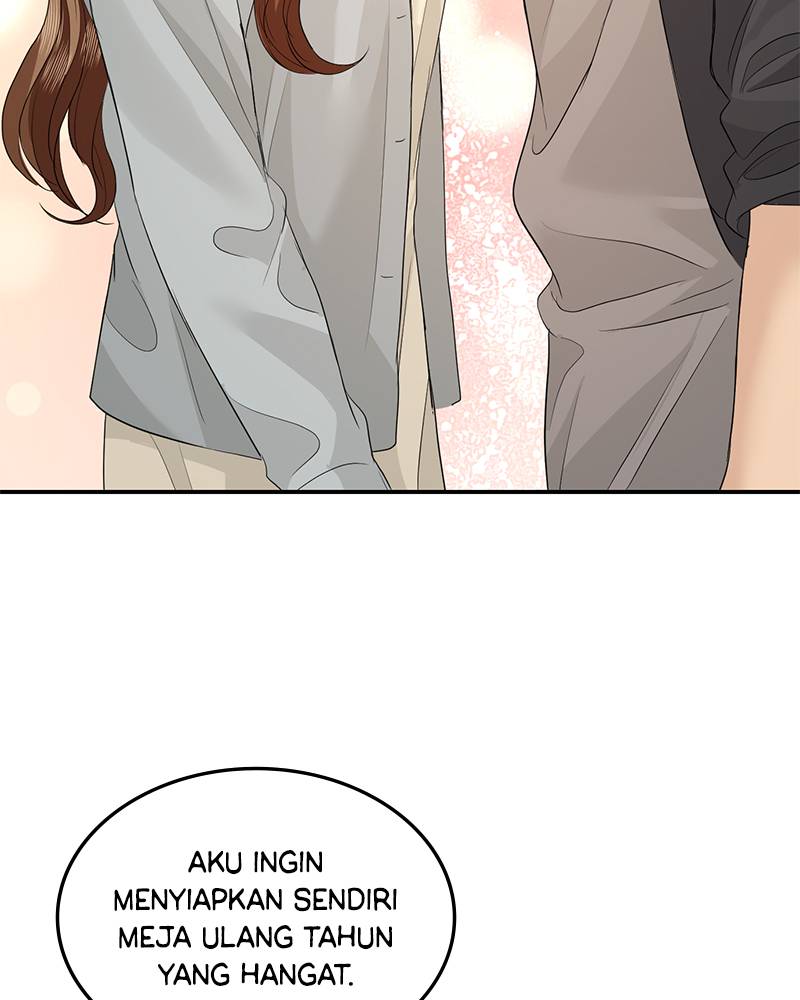 AKU INGIN
MENYIAPKAN SENDIRI
MEJA ULANG TAHUN
YANG HANGAT.